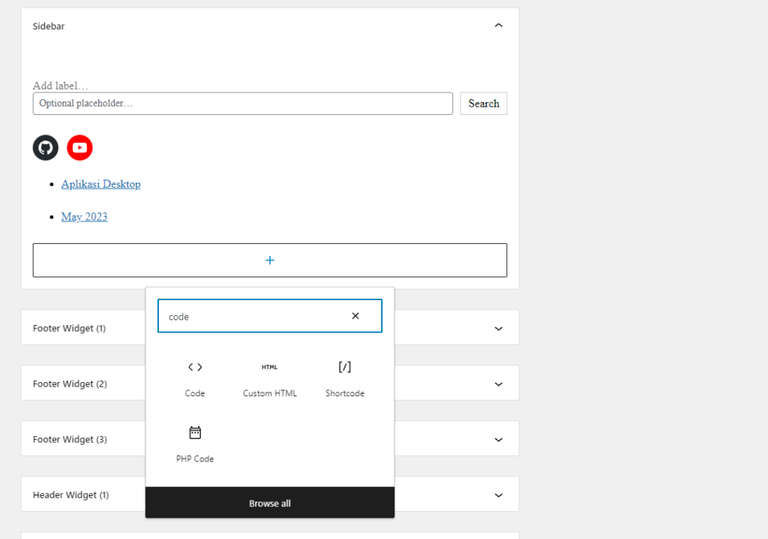 Sidebar
Add label...
Optional placeholder...
Search
Aplikasi Desktop
May 2023
+
code
Footer Widget (1)
<> HTML [/]
Code Custom HTML Shortcode
Footer Widget (2)
PHP Code
Footer Widget (3)
Header Widget (1)
Browse all